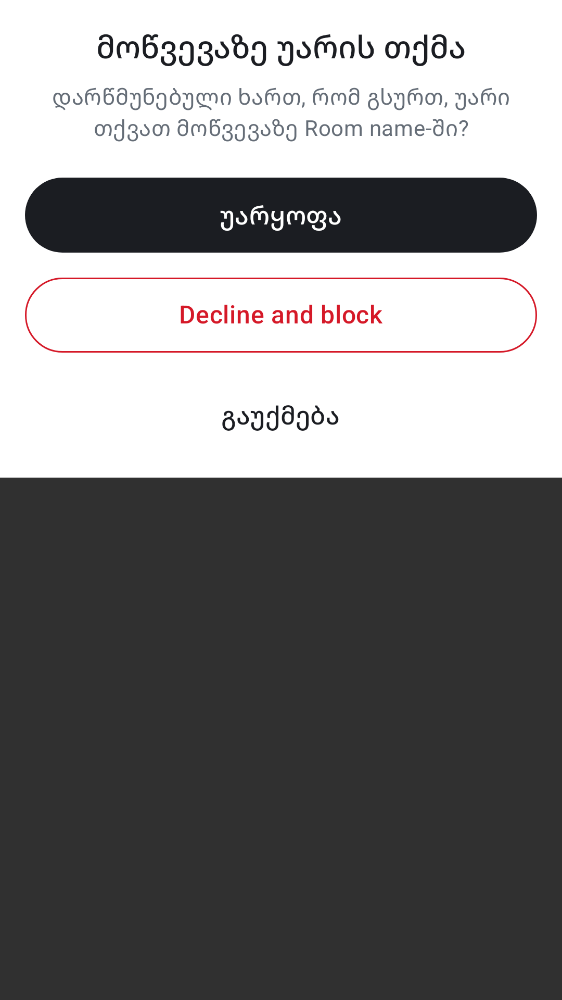 მოწვევაზე უარის თქმა
დარწმუნებული ხართ, რომ გსურთ, უარი
თქვათ მოწვევაზე Room name-ში?
უარყოფა
Decline and block
გაუქმება